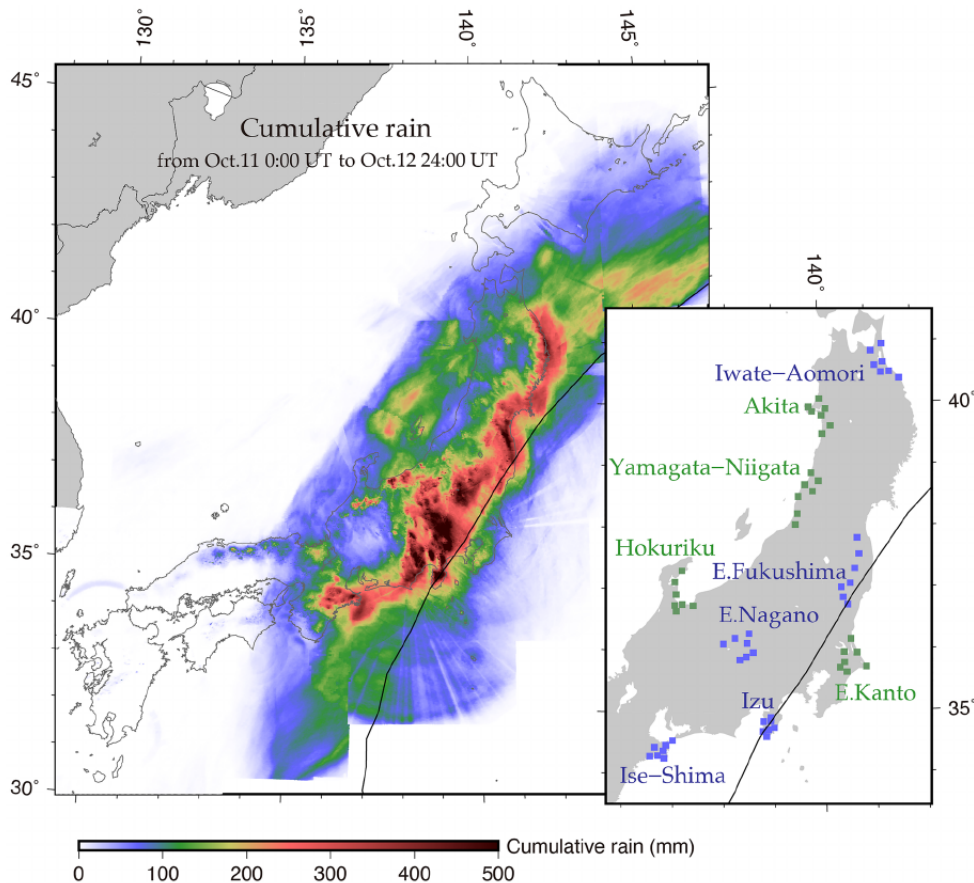 130°
135°
140°
145°
45°
Cumulative rain
from Oct.11 0:00 UT to Oct.12 24:00 UT
40°
35°
30°
140°
Iwate−Aomori
40°
Akita
Yamagata−Niigata
Hokuriku
E.Fukushima
E.Nagano
E.Kanto
Izu
35°
Ise−Shima
Cumulative rain (mm)
0 100 200 300 400 500